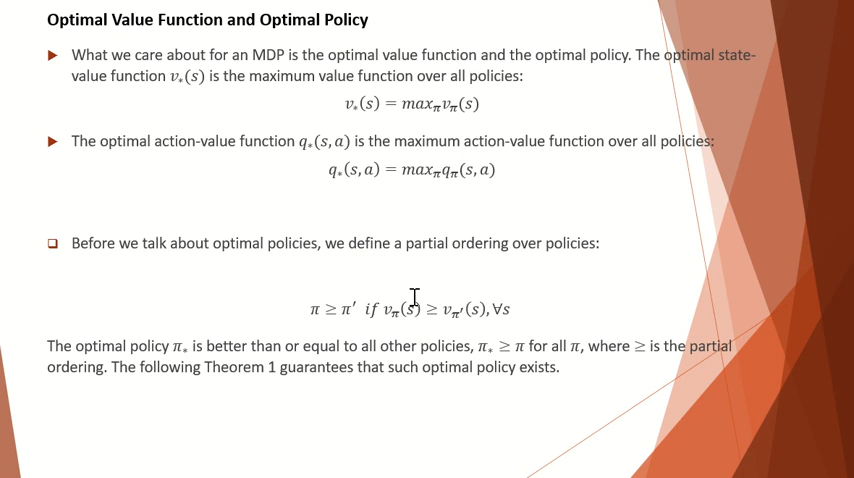 Optimal Value Function and Optimal Policy
What we care about for an MDP is the optimal value function and the optimal policy. The optimal state-
value function 𝑣∗(𝑠) is the maximum value function over all policies:
𝑣∗(𝑠) = 𝑚𝑎𝑥𝜋𝑣𝜋(𝑠)
The optimal action-value function 𝑞∗(𝑠, 𝑎) is the maximum action-value function over all policies:
𝑞∗(𝑠, 𝑎) = 𝑚𝑎𝑥𝜋𝑞𝜋(𝑠, 𝑎)
Before we talk about optimal policies, we define a partial ordering over policies:
𝜋 ≥ 𝜋′ 𝑖𝑓 𝑣𝜋(𝑠) ≥ 𝑣𝜋′(𝑠), ∀𝑠
The optimal policy 𝜋∗ is better than or equal to all other policies, 𝜋∗ ≥ 𝜋 for all 𝜋, where ≥ is the partial
ordering. The following Theorem 1 guarantees that such optimal policy exists.